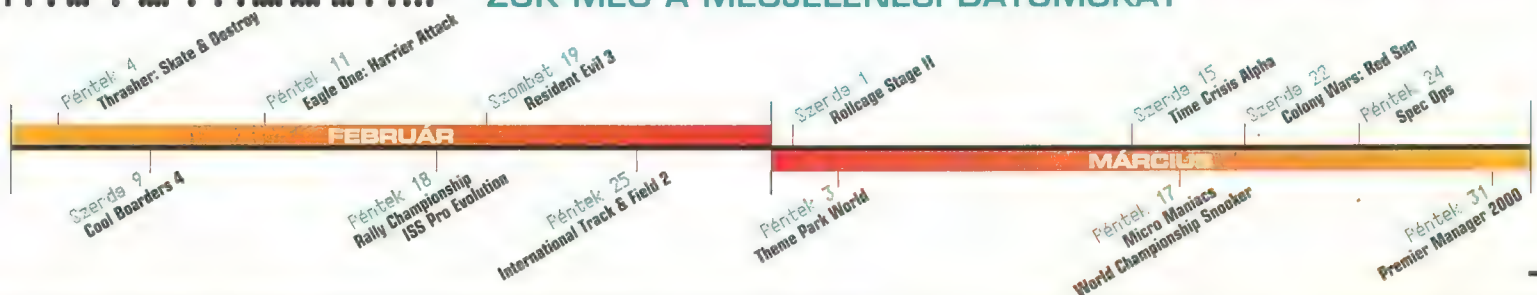 ZÖK MEG A MEGJELENÉSI DÁTUMOKAT
Péntek 4
Thrasher: Skate & Destroy
Péntek 11
Eagle One: Harrier Attack
Szombat 19
Resident Evil 3
Szerda 1
Rollcage Stage II
Szerda 15
Time Crisis Alpha
Szerda 22
Colony Wars: Red Sun
Péntek 24
Spec Ops
FEBRUÁR
MÁRCIUS
Szerda 9
Cool Boarders 4
Péntek 18
Rally Championship
ISS Pro Evolution
Péntek 25
International Track & Field 2
Péntek 3
Theme Park World
Péntek 17
Micro Maniacs
World Championship Snooker
Péntek 31
Premier Manager 2000